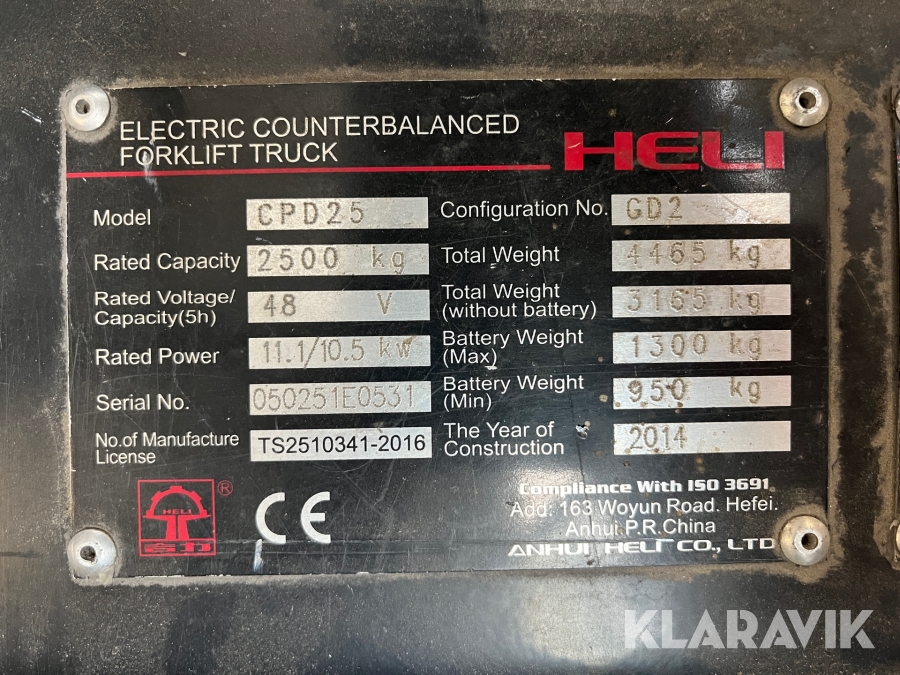 ELECTRIC COUNTERBALANCED
FORKLIFT TRUCK
HELI
Model CPD25
Configuration No. GD2
Rated Capacity 2500 kg
Total Weight 4465 kg
Rated Voltage/
Capacity(5h) 48 V
Total Weight
(without battery) 3165 kg
Rated Power 11.1/10.5 kw
Battery Weight
(Max) 1300 kg
Serial No. 050251E0531
Battery Weight
(Min) 950 kg
No.of Manufacture
License TS2510341-2016
The Year of
Construction 2014
HELI
合力
®
CE
Compliance With ISO 3691
Add: 163 Woyun Road. Hefei.
Anhui P.R.China
ANHUI HELI CO., LTD
KLARAVIK